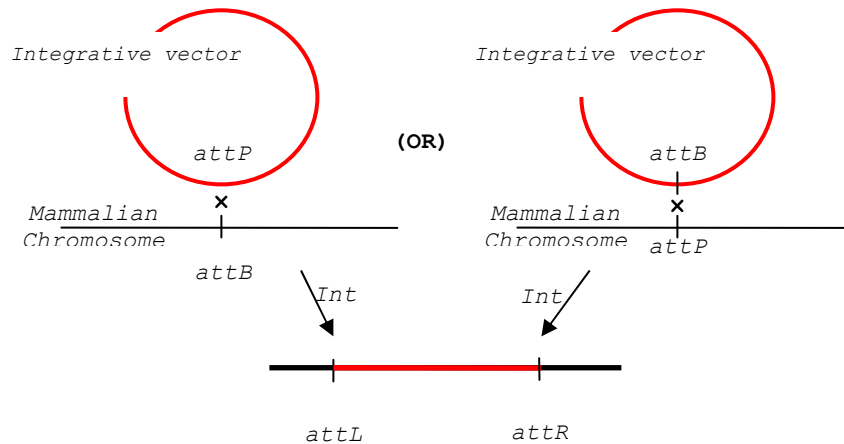 Integrative vector
attP
Mammalian
Chromosome
attB
(OR)
Integrative vector
attB
Mammalian
Chromosome
attP
Int
Int
attL
attR